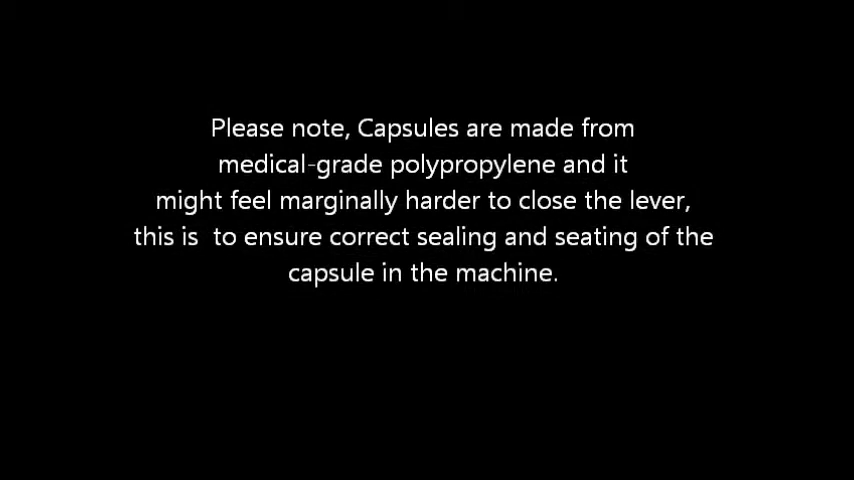 Please note, Capsules are made from
medical-grade polypropylene and it
might feel marginally harder to close the lever,
this is  to ensure correct sealing and seating of the
capsule in the machine.